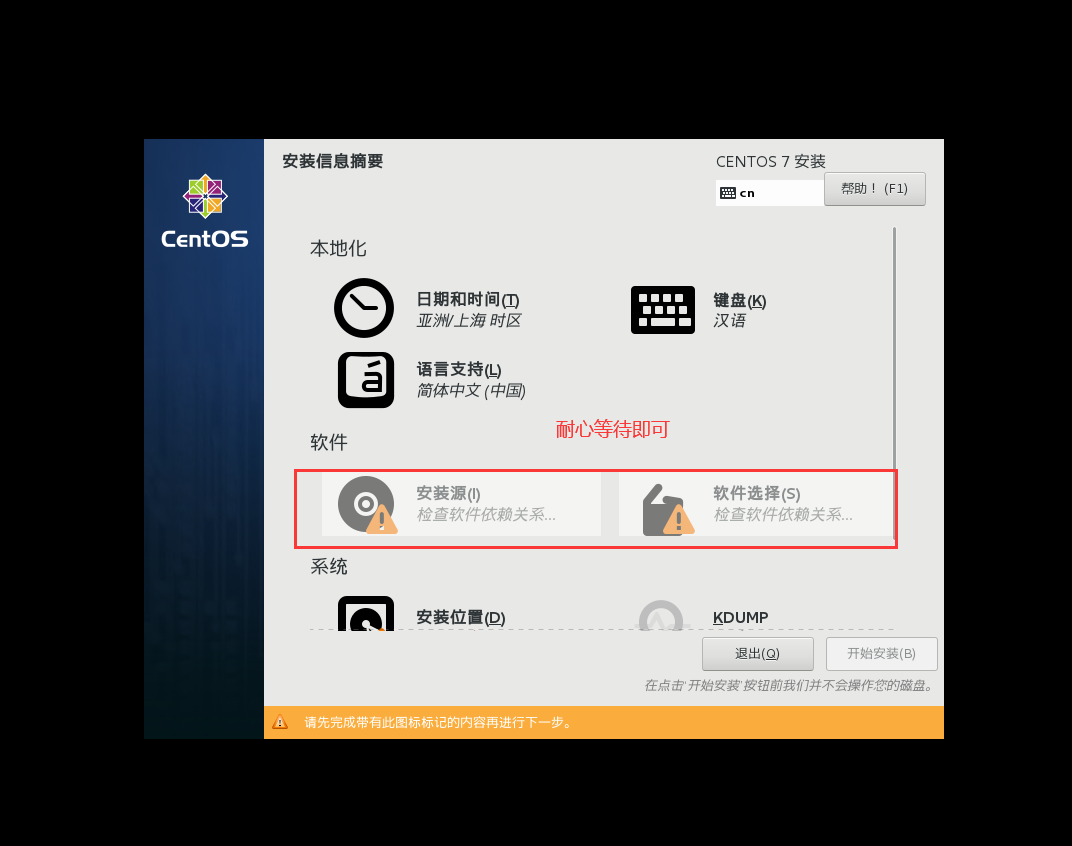 安装信息摘要
CENTOS 7 安装
cn
帮助！ (F1)
CentOS
本地化
日期和时间(T)
亚洲/上海 时区
键盘(K)
汉语
á
语言支持(L)
简体中文 (中国)
耐心等待即可
软件
安装源(I)
检查软件依赖关系...
软件选择(S)
检查软件依赖关系...
系统
安装位置(D)
KDUMP
退出(Q)
开始安装(B)
在点击'开始安装'按钮前我们并不会操作您的磁盘。
请先完成带有此图标标记的内容再进行下一步。